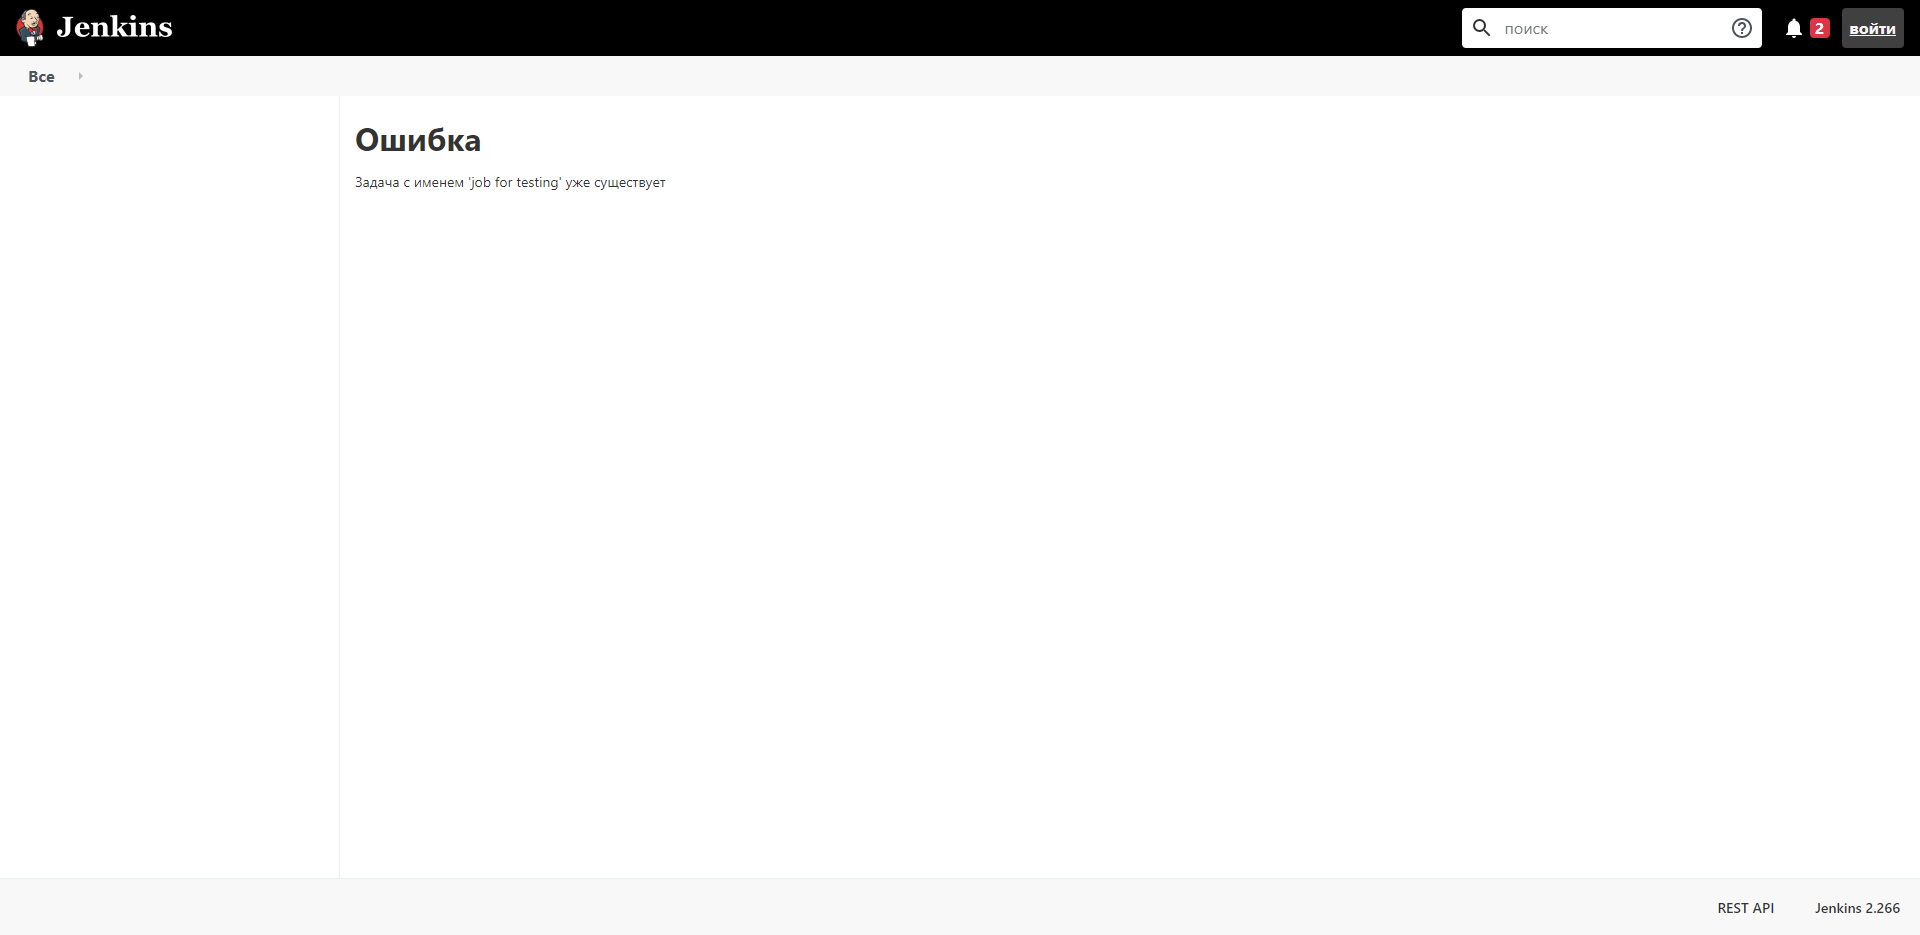 Jenkins
поиск
2
войти
Все
Ошибка
Задача с именем 'job for testing' уже существует
REST API
Jenkins 2.266